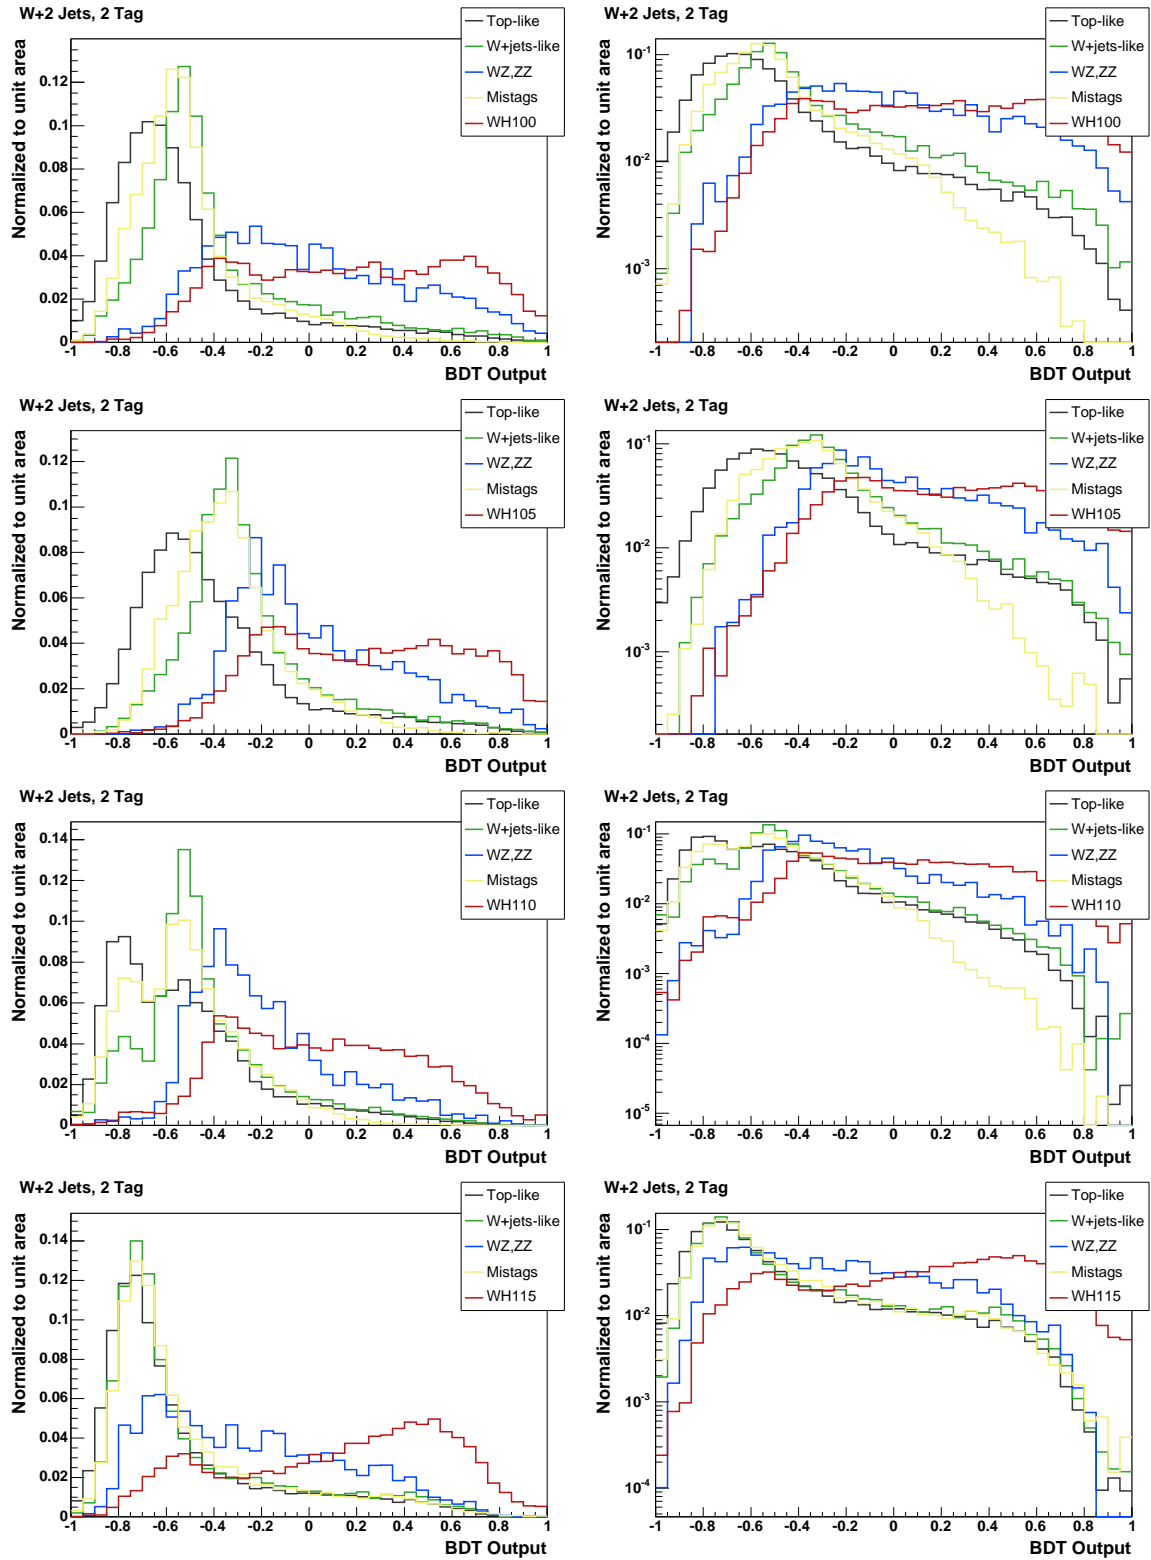 W+2 Jets, 2 Tag
Normalized to unit area
0.12
0.1
0.08
0.06
0.04
0.02
0
-1 -0.8 -0.6 -0.4 -0.2 0 0.2 0.4 0.6 0.8 1
BDT Output
Top-like
W+jets-like
WZ,ZZ
Mistags
WH100
W+2 Jets, 2 Tag
Normalized to unit area
10-1
10-2
10-3
-1 -0.8 -0.6 -0.4 -0.2 0 0.2 0.4 0.6 0.8 1
BDT Output
Top-like
W+jets-like
WZ,ZZ
Mistags
WH100
W+2 Jets, 2 Tag
Normalized to unit area
0.12
0.1
0.08
0.06
0.04
0.02
0
-1 -0.8 -0.6 -0.4 -0.2 0 0.2 0.4 0.6 0.8 1
BDT Output
Top-like
W+jets-like
WZ,ZZ
Mistags
WH105
W+2 Jets, 2 Tag
Normalized to unit area
10-1
10-2
10-3
-1 -0.8 -0.6 -0.4 -0.2 0 0.2 0.4 0.6 0.8 1
BDT Output
Top-like
W+jets-like
WZ,ZZ
Mistags
WH105
W+2 Jets, 2 Tag
Normalized to unit area
0.14
0.12
0.1
0.08
0.06
0.04
0.02
0
-1 -0.8 -0.6 -0.4 -0.2 0 0.2 0.4 0.6 0.8 1
BDT Output
Top-like
W+jets-like
WZ,ZZ
Mistags
WH110
W+2 Jets, 2 Tag
Normalized to unit area
10-1
10-2
10-3
10-4
10-5
-1 -0.8 -0.6 -0.4 -0.2 0 0.2 0.4 0.6 0.8 1
BDT Output
Top-like
W+jets-like
WZ,ZZ
Mistags
WH110
W+2 Jets, 2 Tag
Normalized to unit area
0.14
0.12
0.1
0.08
0.06
0.04
0.02
0
-1 -0.8 -0.6 -0.4 -0.2 0 0.2 0.4 0.6 0.8 1
BDT Output
Top-like
W+jets-like
WZ,ZZ
Mistags
WH115
W+2 Jets, 2 Tag
Normalized to unit area
10-1
10-2
10-3
10-4
-1 -0.8 -0.6 -0.4 -0.2 0 0.2 0.4 0.6 0.8 1
BDT Output
Top-like
W+jets-like
WZ,ZZ
Mistags
WH115